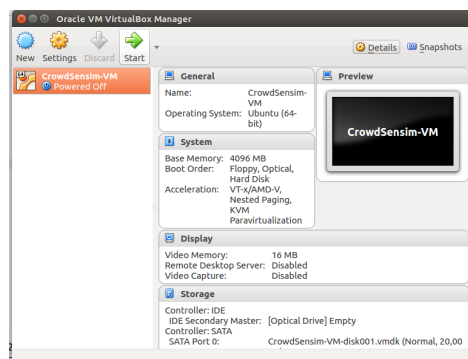 Oracle VM VirtualBox Manager
New Settings Discard Start
Details Snapshots
64
CrowdSensim-VM
Powered Off
General
Name: CrowdSensim-
VM
Operating System: Ubuntu (64-
bit)
Preview
CrowdSensim-VM
System
Base Memory: 4096 MB
Boot Order: Floppy, Optical,
Hard Disk
Acceleration: VT-x/AMD-V,
Nested Paging,
KVM
Paravirtualization
Display
Video Memory: 16 MB
Remote Desktop Server: Disabled
Video Capture: Disabled
Storage
Controller: IDE
IDE Secondary Master: [Optical Drive] Empty
Controller: SATA
SATA Port 0: CrowdSensim-VM-disk001.vmdk (Normal, 20,00